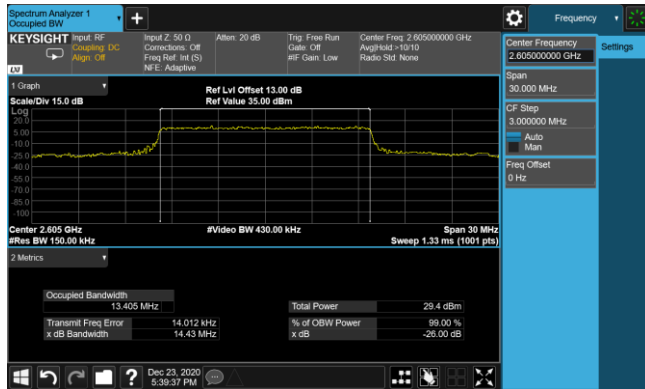 Spectrum Analyzer 1
Occupied BW
Frequency
KEYSIGHT
Input: RF
Coupling: DC
Align: Off
Input Z: 50 Ω
Corrections: Off
Freq Ref: Int (S)
NFE: Adaptive
Atten: 20 dB
Trig: Free Run
Gate: Off
#IF Gain: Low
Center Freq: 2.605000000 GHz
Avg|Hold >10/10
Radio Std: None
LXI
Center Frequency
2.605000000 GHz
Settings
Span
30.000 MHz
CF Step
3.000000 MHz
Auto
Man
Freq Offset
0 Hz
1 Graph
Scale/Div 15.0 dB
Ref Lvl Offset 13.00 dB
Ref Value 35.00 dBm
Log
20.0
5.00
-10.0
-25.0
-40.0
-55.0
-70.0
-85.0
-100
Center 2.605 GHz
#Res BW 150.00 kHz
#Video BW 430.00 kHz
Span 30 MHz
Sweep 1.33 ms (1001 pts)
2 Metrics
Occupied Bandwidth
13.405 MHz
Total Power 29.4 dBm
Transmit Freq Error 14.012 kHz
% of OBW Power 99.00 %
x dB Bandwidth 14.43 MHz
x dB -26.00 dB
?
Dec 23, 2020
5:39:37 PM